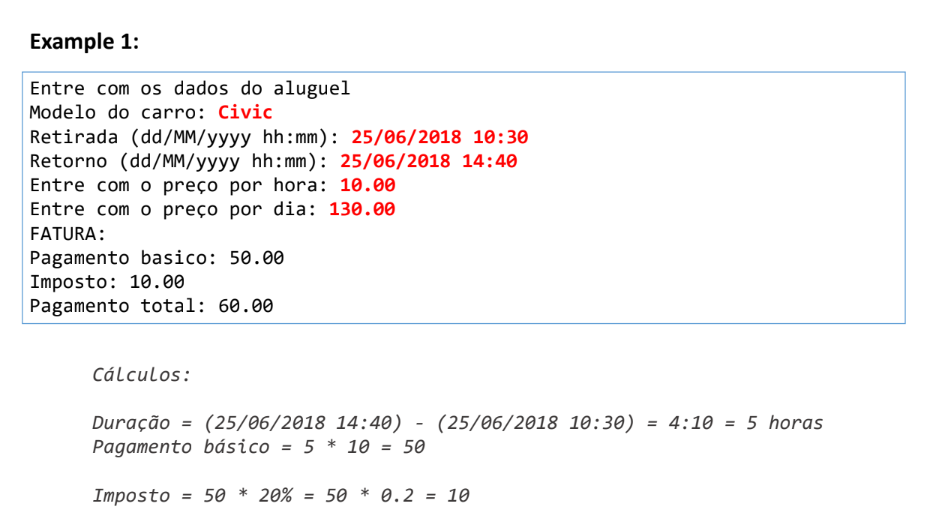 Example 1:
Entre com os dados do aluguel
Modelo do carro: Civic
Retirada (dd/MM/yyyy hh:mm): 25/06/2018 10:30
Retorno (dd/MM/yyyy hh:mm): 25/06/2018 14:40
Entre com o preço por hora: 10.00
Entre com o preço por dia: 130.00
FATURA:
Pagamento basico: 50.00
Imposto: 10.00
Pagamento total: 60.00
Cálculos:
Duração = (25/06/2018 14:40) - (25/06/2018 10:30) = 4:10 = 5 horas
Pagamento básico = 5 * 10 = 50
Imposto = 50 * 20% = 50 * 0.2 = 10